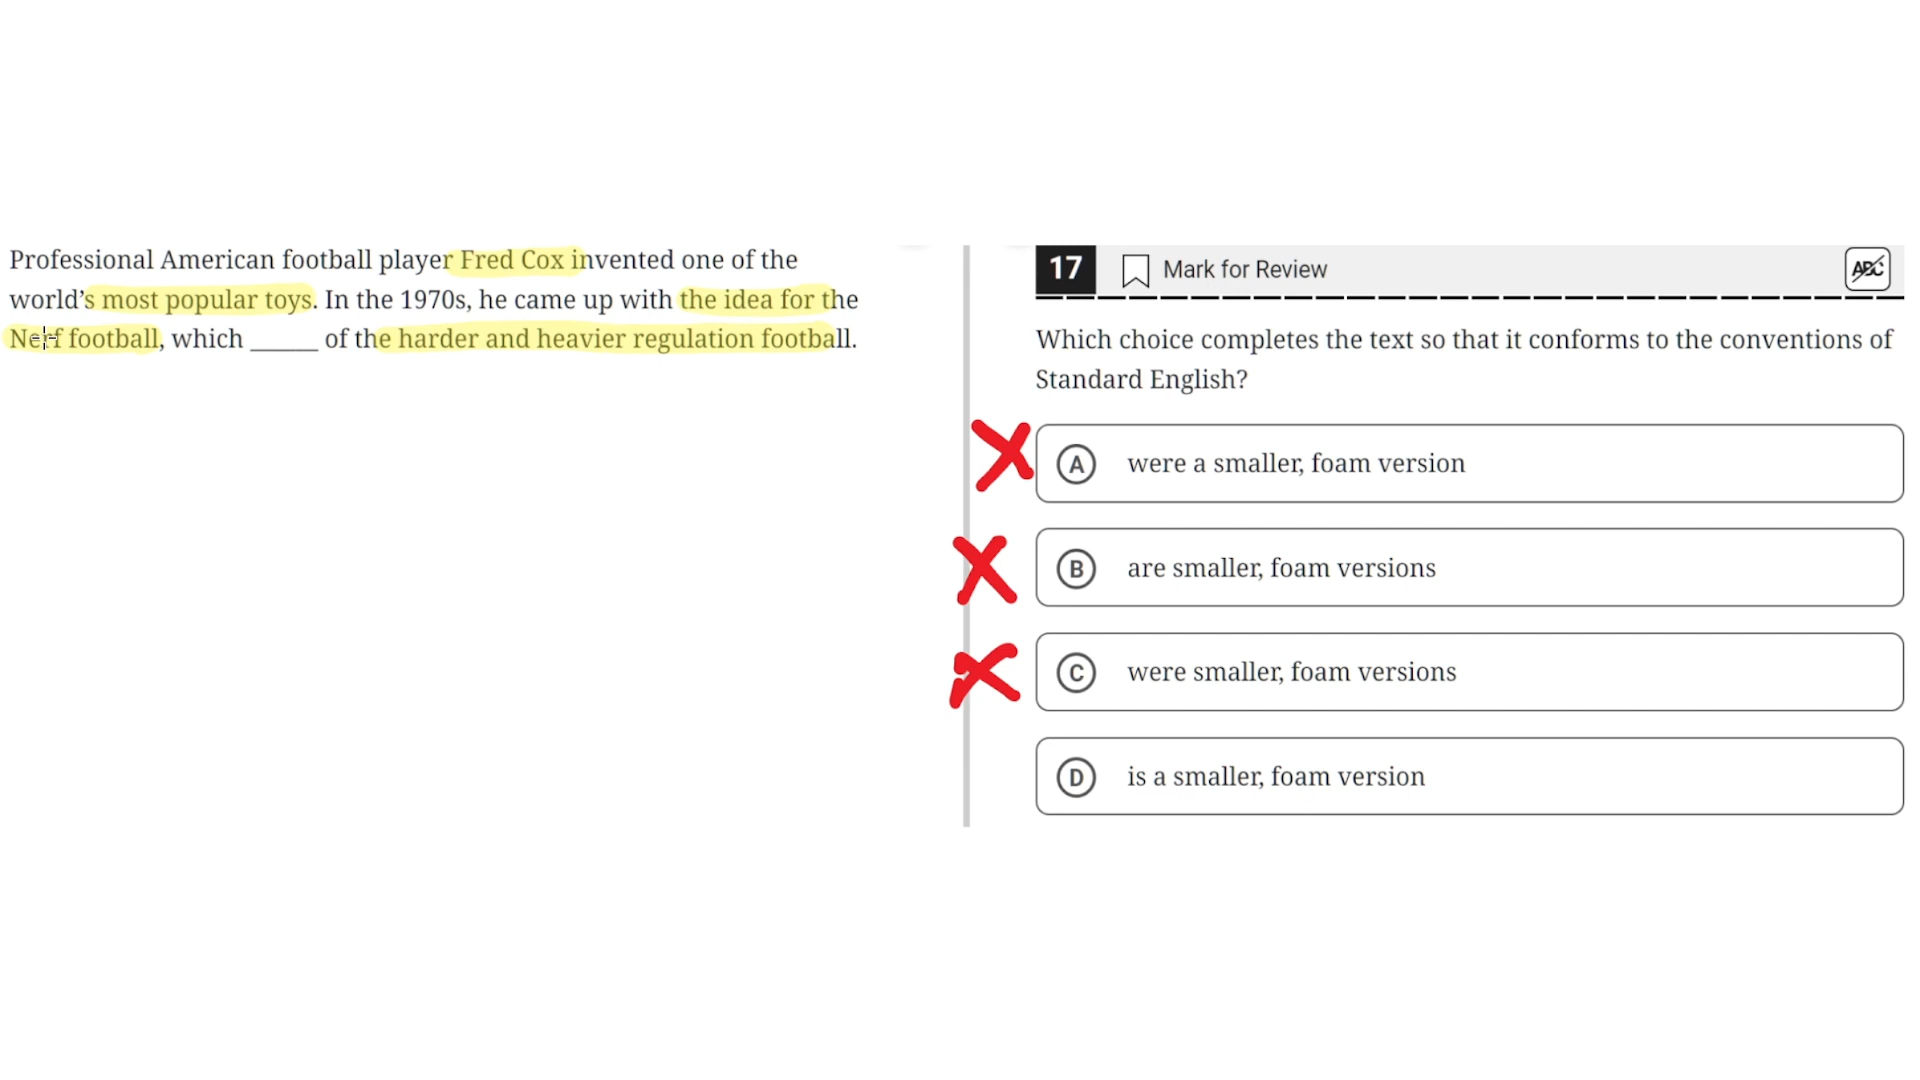 Professional American football player Fred Cox invented one of the
world’s most popular toys. In the 1970s, he came up with the idea for the
Nerf football, which ______ of the harder and heavier regulation football.
17 Mark for Review ABC
Which choice completes the text so that it conforms to the conventions of
Standard English?
A were a smaller, foam version
B are smaller, foam versions
C were smaller, foam versions
D is a smaller, foam version